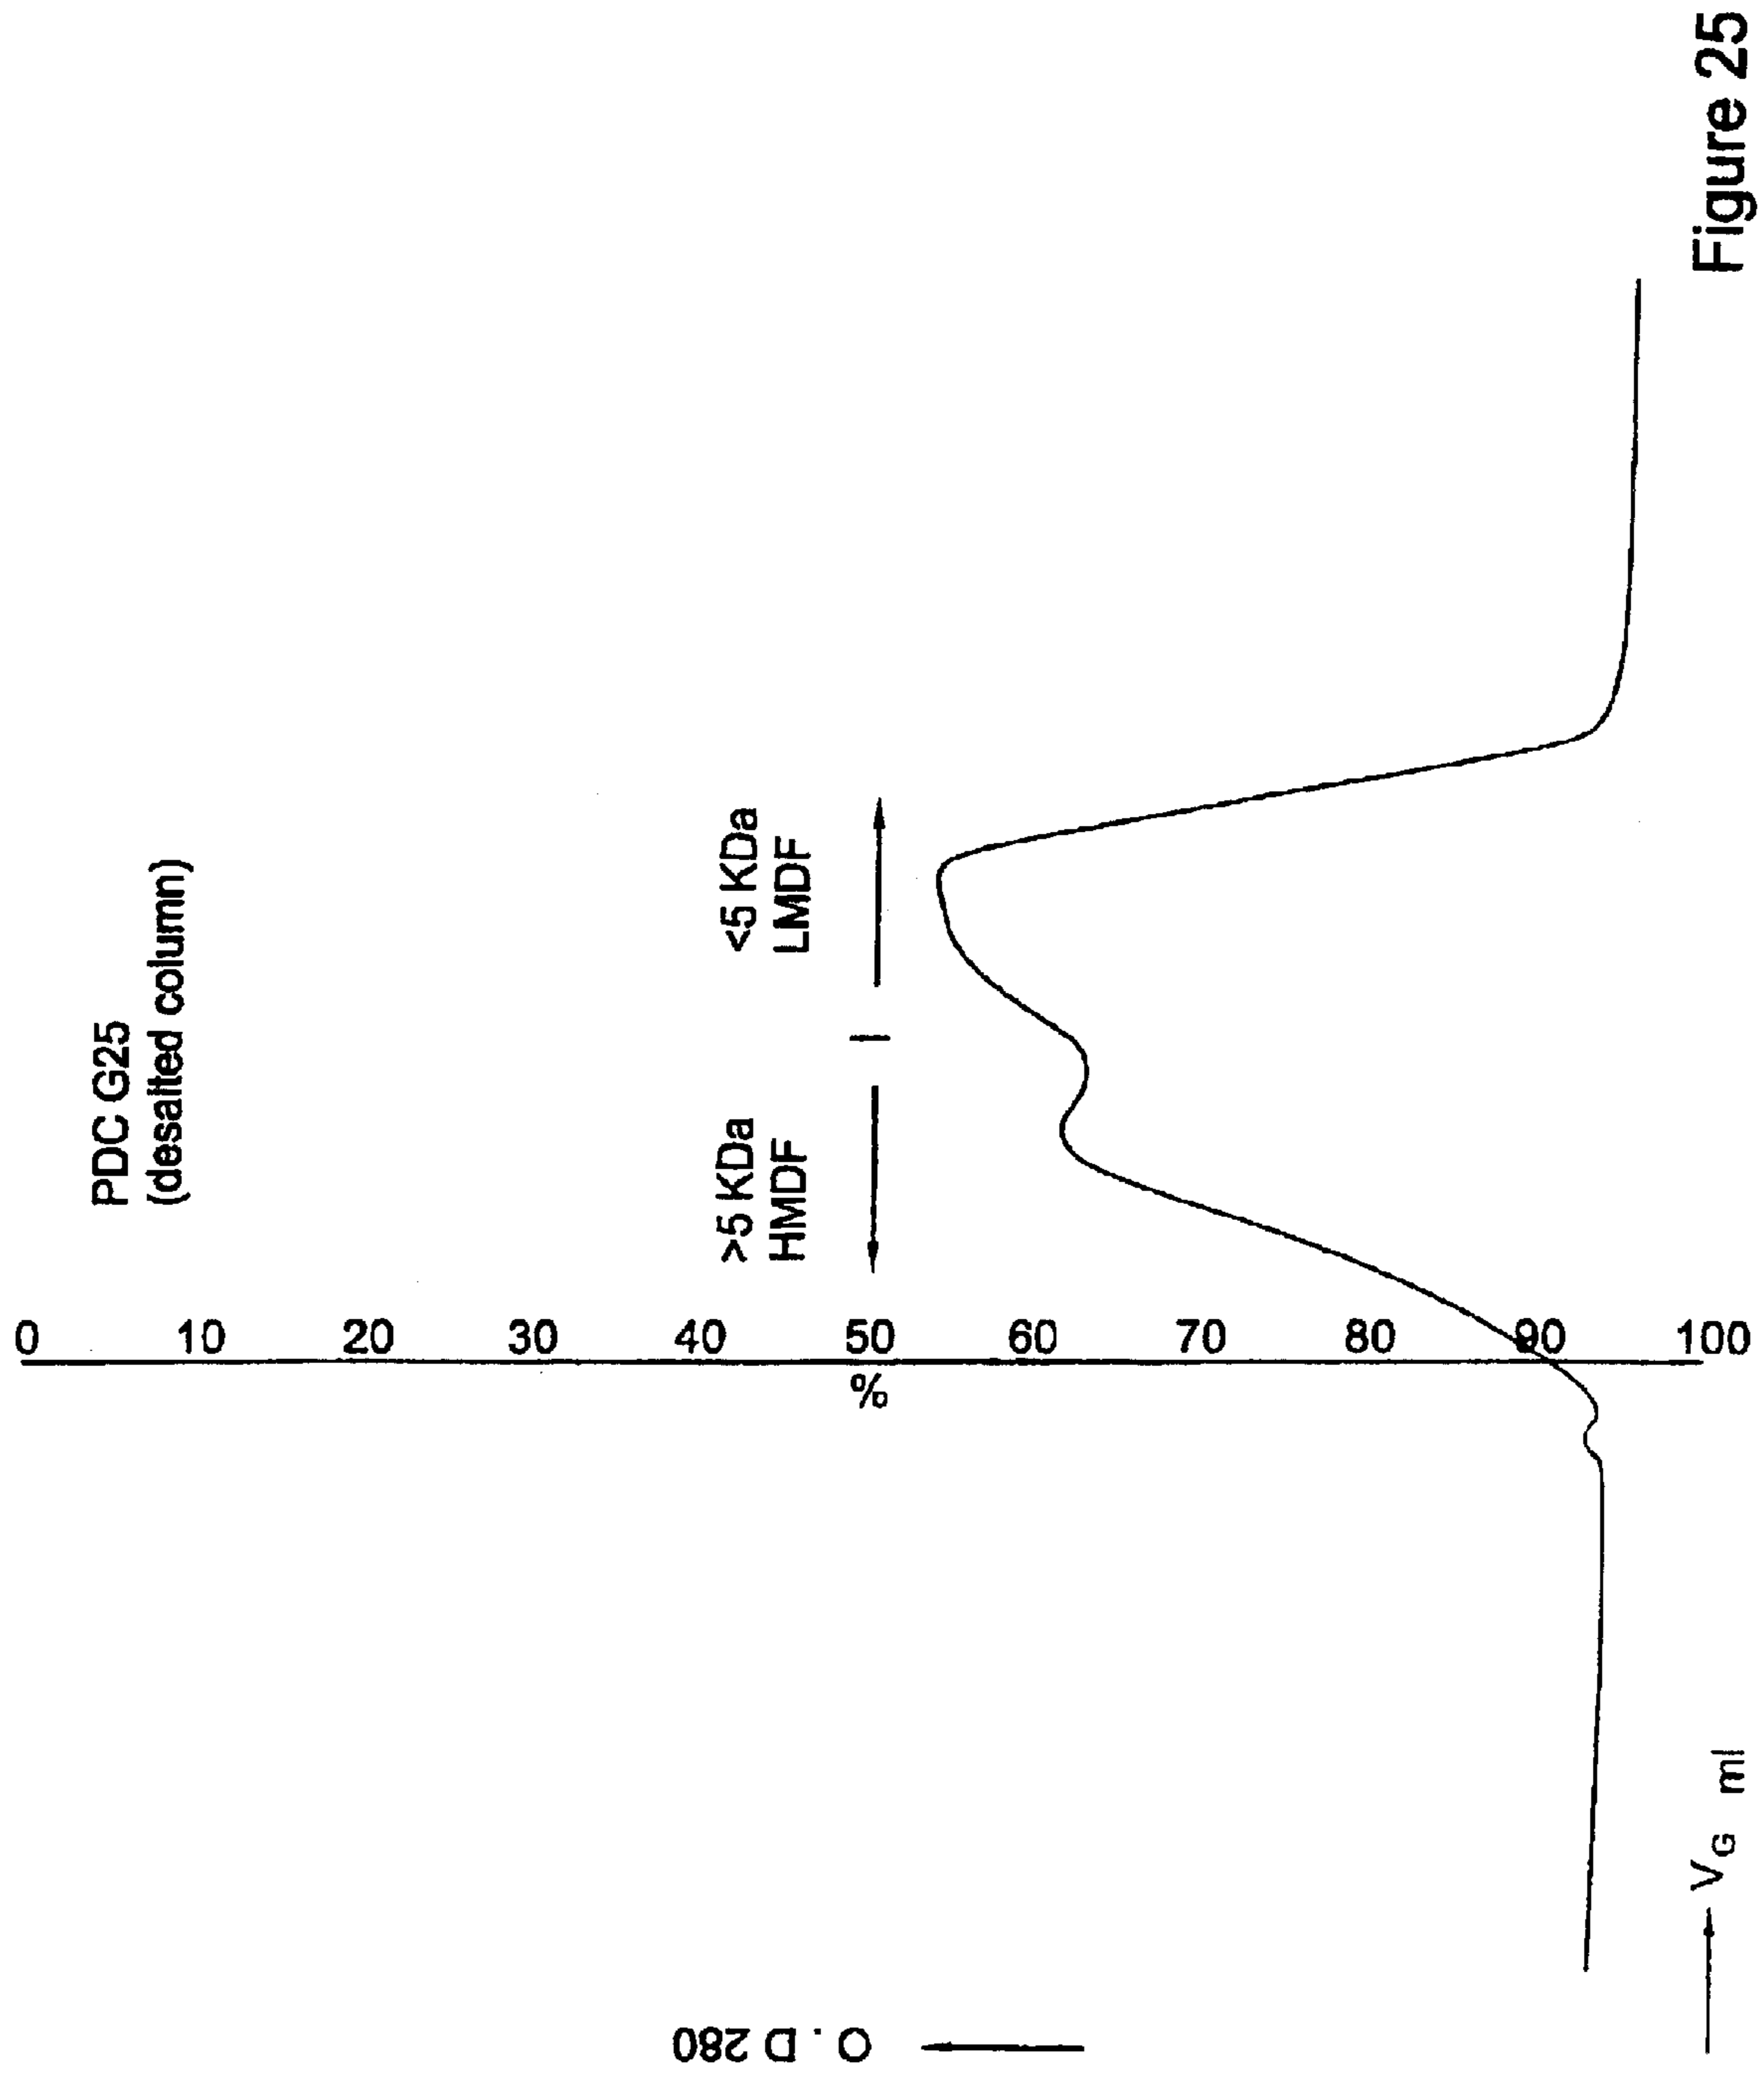 PDC G25
(desalted column)
>5 KDa
HMDF
<5 KDa
LMDF
0
10
20
30
40
50
60
70
80
90
100
%
O . D 280
V G ml
Figure 25